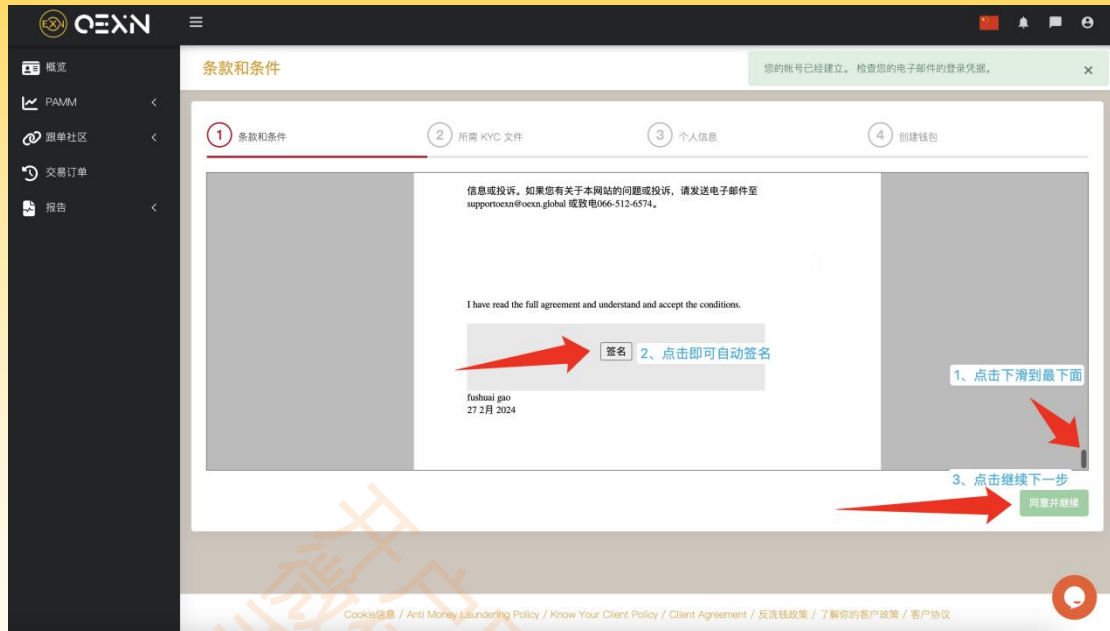 EXN OEXN
概览
PAMM
跟单社区
交易订单
报告
条款和条件
您的帐号已经建立。 检查您的电子邮件的登录凭据。
1 条款和条件
2 所需 KYC 文件
3 个人信息
4 创建钱包
信息或投诉。如果您有关于本网站的问题或投诉，请发送电子邮件至
supportoexn@oexn.global 或致电066-512-6574。
I have read the full agreement and understand and accept the conditions.
签名
2、点击即可自动签名
1、点击下滑到最下面
fushuai gao
27 2月 2024
3、点击继续下一步
同意并继续
开户
Cookie信息 / Anti Money Laundering Policy / Know Your Client Policy / Client Agreement / 反洗钱政策 / 了解你的客户政策 / 客户协议